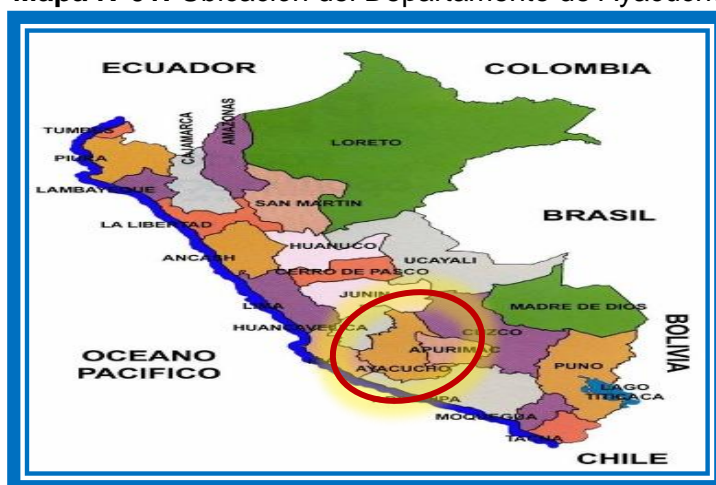 ECUADOR
COLOMBIA
TUMBES
PIURA
CAJAMARCA
AMAZONAS
LORETO
LAMBAYEQUE
SAN MARTIN
LA LIBERTAD
BRASIL
HUANUCO
ANCASH
UCAYALI
CERRO DE PASCO
JUNIN
LIMA
MADRE DE DIOS
HUANCAVELICA
CUZCO
BOLIVIA
APURIMAC
OCEANO
PACIFICO
AYACUCHO
PUNO
LAGO
TITICACA
MOQUEGUA
TACNA
CHILE